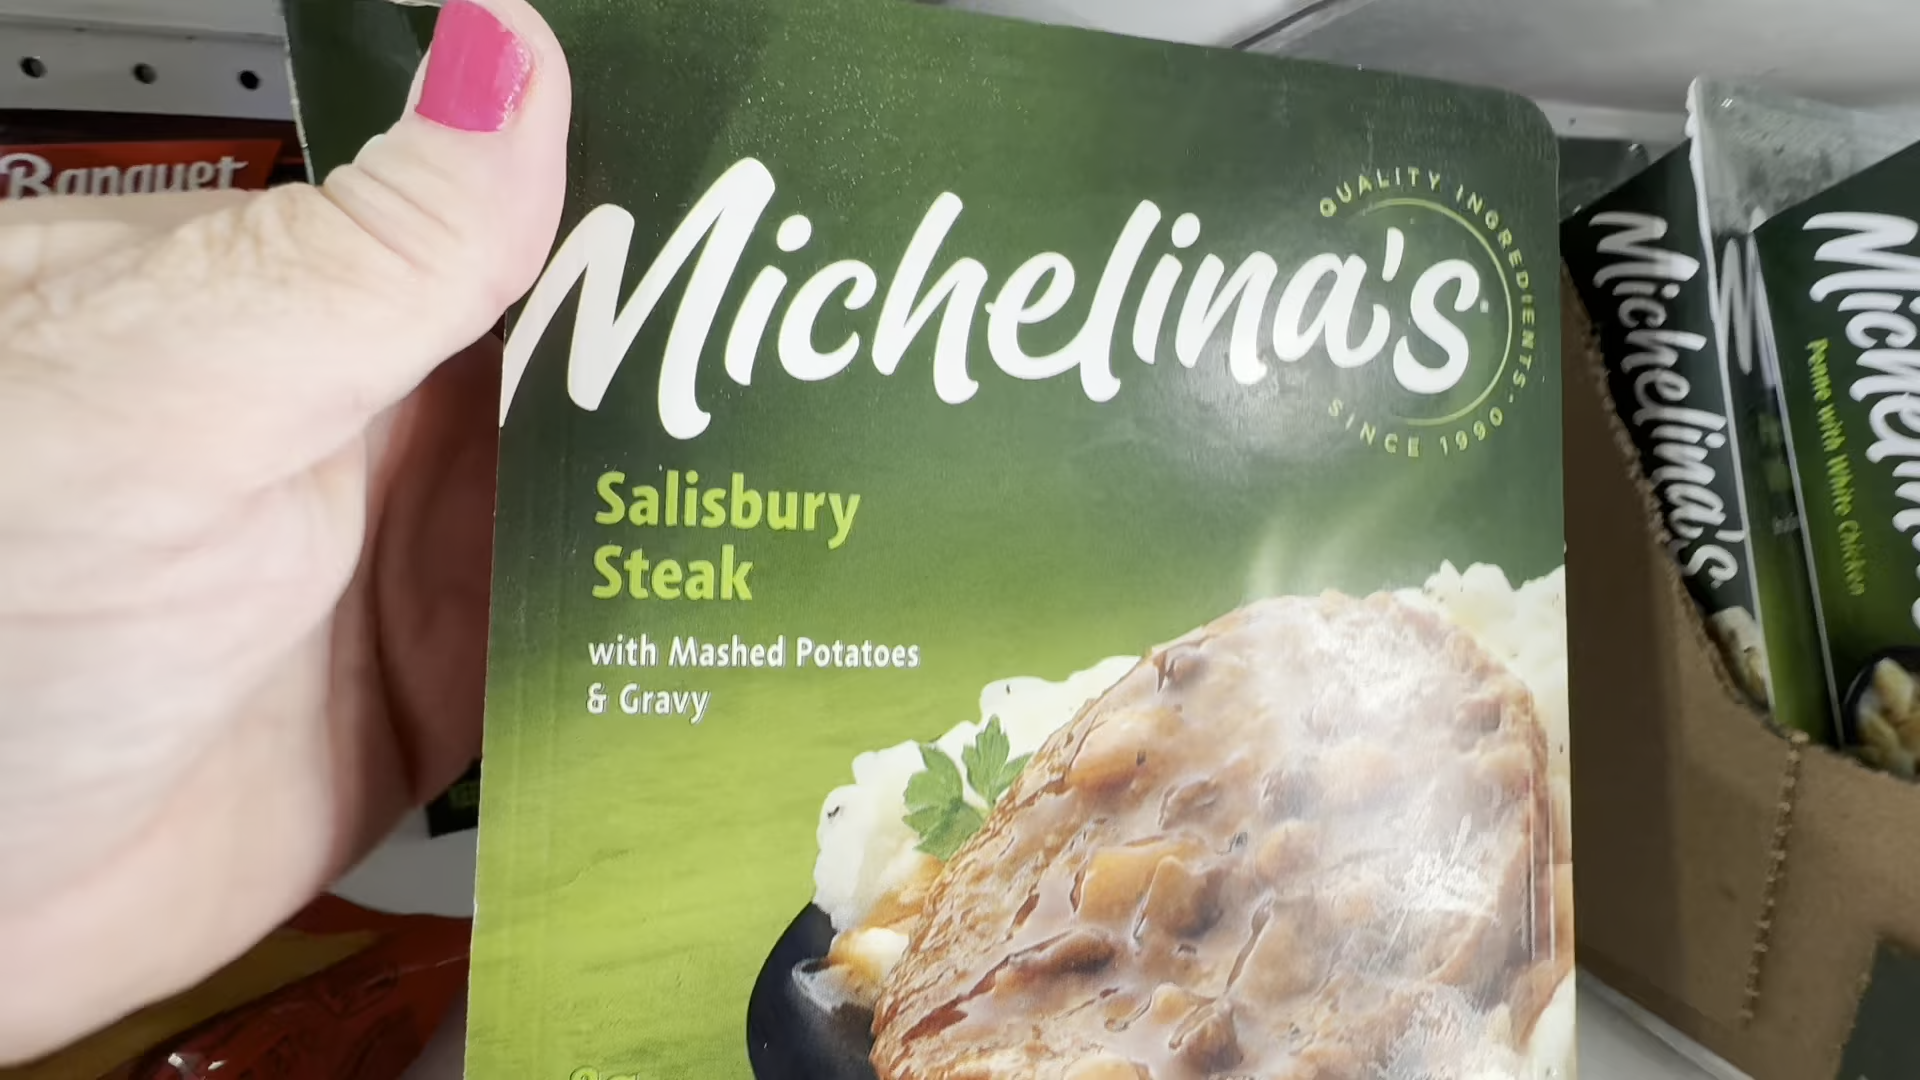 Banquet
Michelina's
QUALITY INGREDIENTS · SINCE 1990
Salisbury
Steak
with Mashed Potatoes
& Gravy
Michelina's
Michelina's
Penne with White Chicken